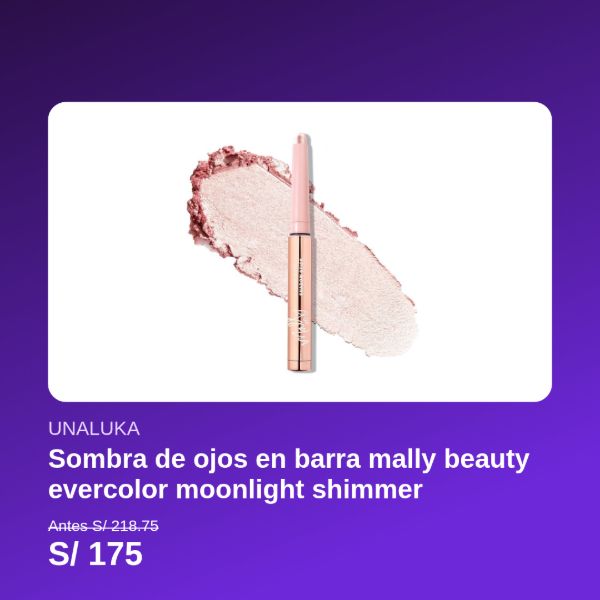 UNALUKA
Sombra de ojos en barra mally beauty
evercolor moonlight shimmer
Antes S/ 218.75
S/ 175